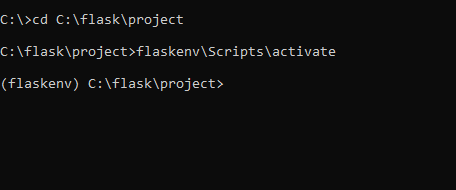 C:\>cd C:\flask\project
C:\flask\project>flaskenv\Scripts\activate
(flaskenv) C:\flask\project>